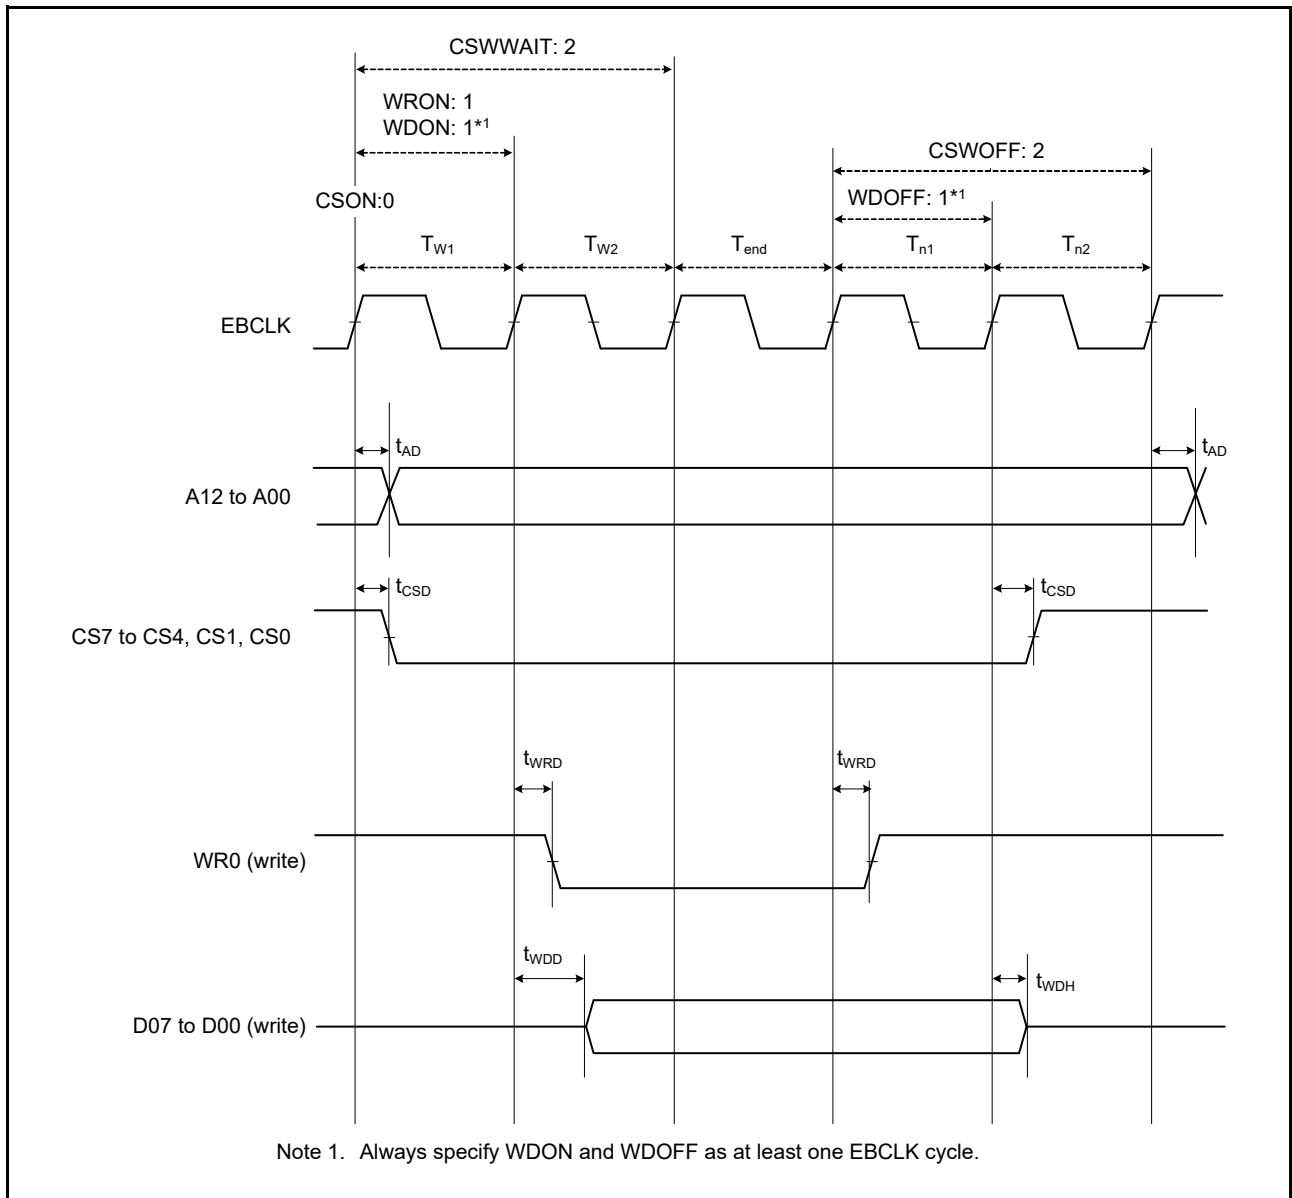 CSWWAIT: 2
WRON: 1
WDON: 1*1
CSWOFF: 2
WDOFF: 1*1
CSON:0
TW1 TW2 Tend Tn1 Tn2
EBCLK
tAD tAD
A12 to A00
tCSD tCSD
CS7 to CS4, CS1, CS0
tWRD tWRD
WR0 (write)
tWDD tWDH
D07 to D00 (write)
Note 1. Always specify WDON and WDOFF as at least one EBCLK cycle.